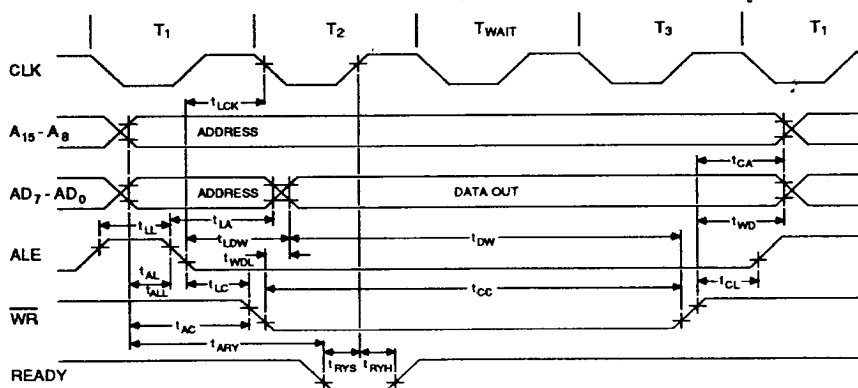 T1 T2 TWAIT T3 T1
CLK
tLCK
A15-A8 ADDRESS
tCA
AD7-AD0 ADDRESS DATA OUT
tLL tLA tWD
tLDW tDW
ALE tWDL
tAL tCL
tALL tLC tCC
WR
tAC
tARY
tRYS tRYH
READY